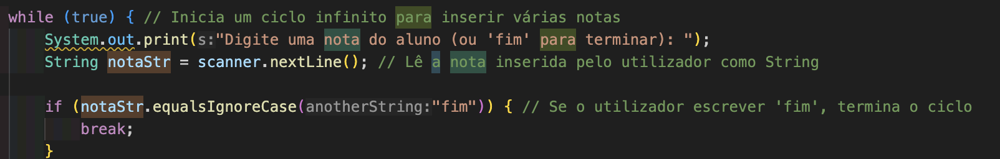 while (true) { // Inicia um ciclo infinito para inserir várias notas
System.out.print(s:"Digite uma nota do aluno (ou 'fim' para terminar): ");
String notaStr = scanner.nextLine(); // Lê a nota inserida pelo utilizador como String
if (notaStr.equalsIgnoreCase(anotherString:"fim")) { // Se o utilizador escrever 'fim', termina o ciclo
break;
}